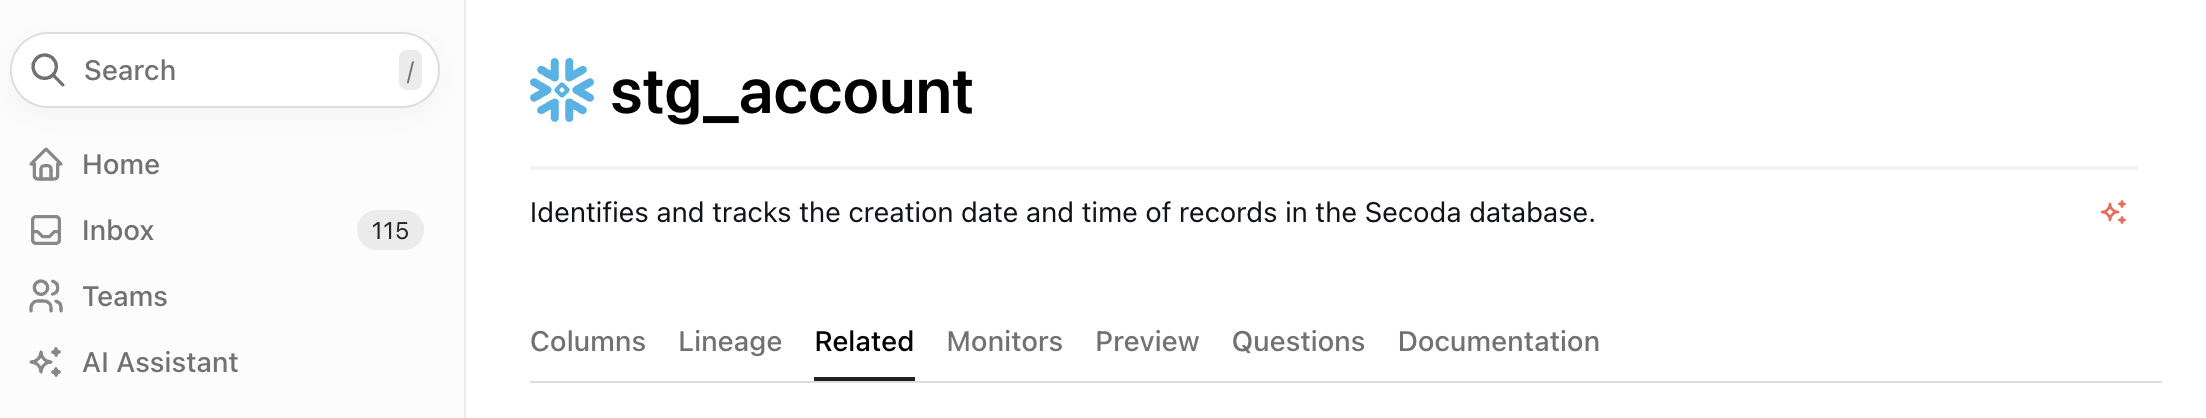 Search /
Home
Inbox 115
Teams
AI Assistant
stg_account
Identifies and tracks the creation date and time of records in the Secoda database.
Columns Lineage Related Monitors Preview Questions Documentation